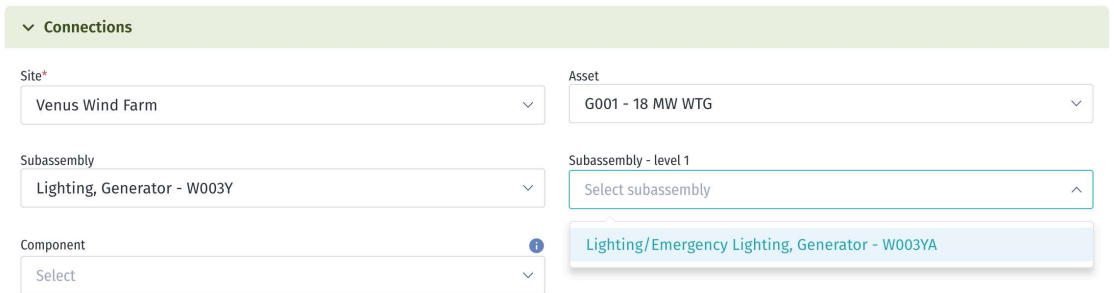 Connections
Site*
Asset
Venus Wind Farm
G001 - 18 MW WTG
Subassembly
Subassembly - level 1
Lighting, Generator - W003Y
Select subassembly
Lighting/Emergency Lighting, Generator - W003YA
Component
i
Select